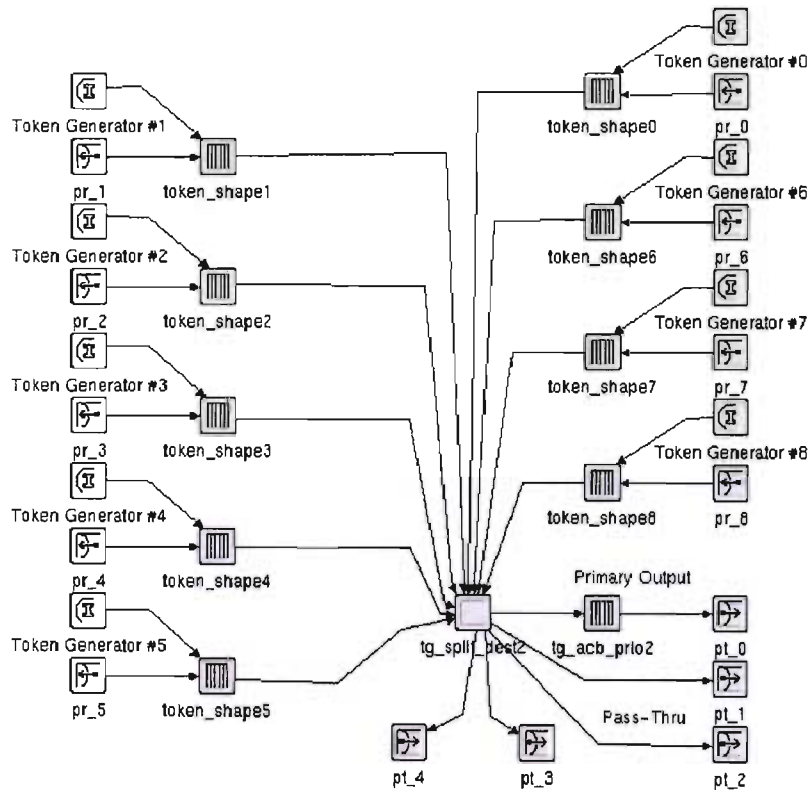 Token Generator #0
token_shape0
pr_0
Token Generator #1
pr_1
token_shape1
Token Generator #6
token_shape6
pr_6
Token Generator #2
pr_2
token_shape2
Token Generator #7
token_shape7
pr_7
Token Generator #3
pr_3
token_shape3
Token Generator #8
token_shape8
pr_8
Token Generator #4
pr_4
token_shape4
Primary Output
tg_split_dest2
tg_acb_prio2
pt_0
Token Generator #5
pr_5
token_shape5
pt_1
Pass-Thru
pt_4
pt_3
pt_2